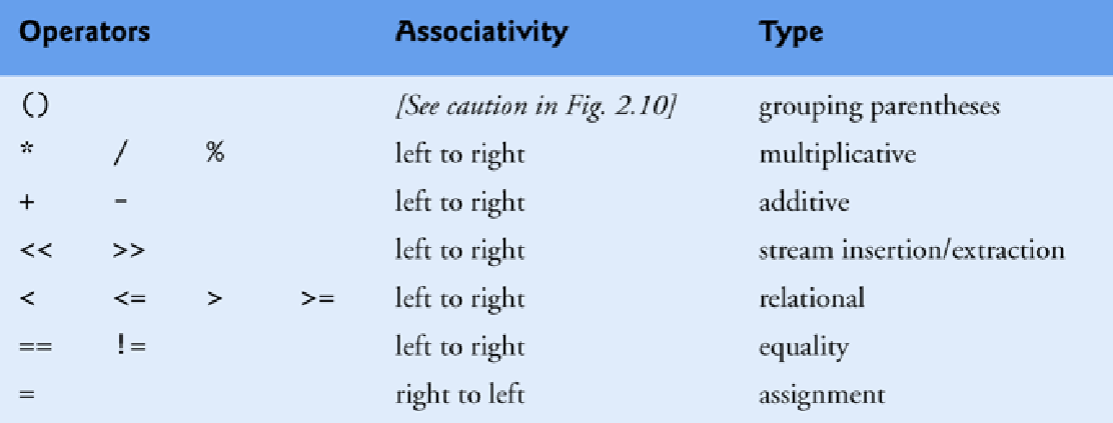 Operators Associativity Type
() [See caution in Fig. 2.10] grouping parentheses
* / % left to right multiplicative
+ - left to right additive
<< >> left to right stream insertion/extraction
< <= > >= left to right relational
== != left to right equality
= right to left assignment